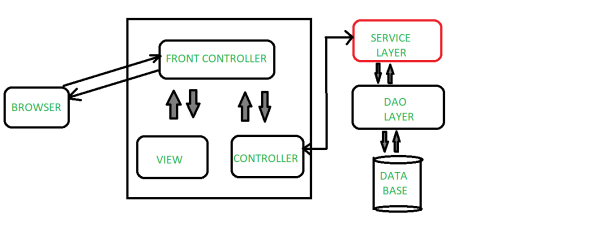 FRONT CONTROLLER
SERVICE
LAYER
BROWSER
DAO
LAYER
VIEW
CONTROLLER
DATA
BASE